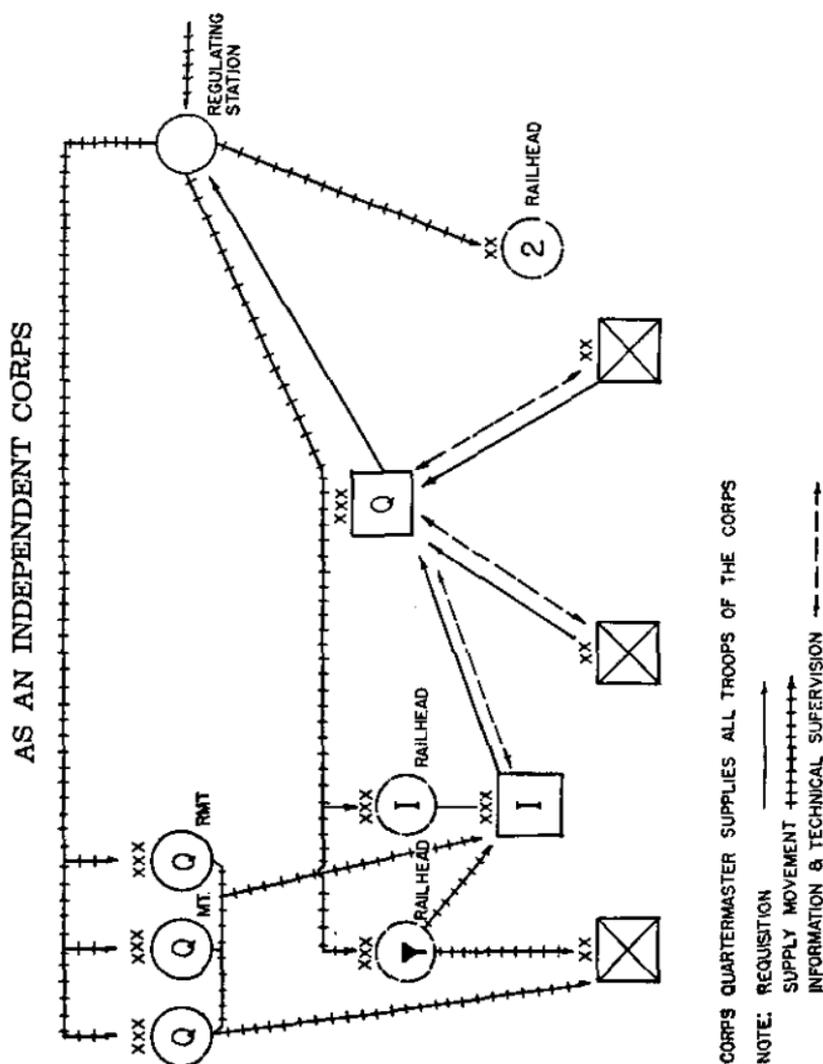 AS AN INDEPENDENT CORPS
XXX
Q
XXX
Q
MT.
XXX
Q
RMT
REGULATING
STATION
XXX
Y
RAILHEAD
XXX
I
RAILHEAD
XXX
I
XXX
Q
XX
2
RAILHEAD
XX
XX
XX
CORPS QUARTERMASTER SUPPLIES ALL TROOPS OF THE CORPS
NOTE: REQUISITION
SUPPLY MOVEMENT
INFORMATION & TECHNICAL SUPERVISION